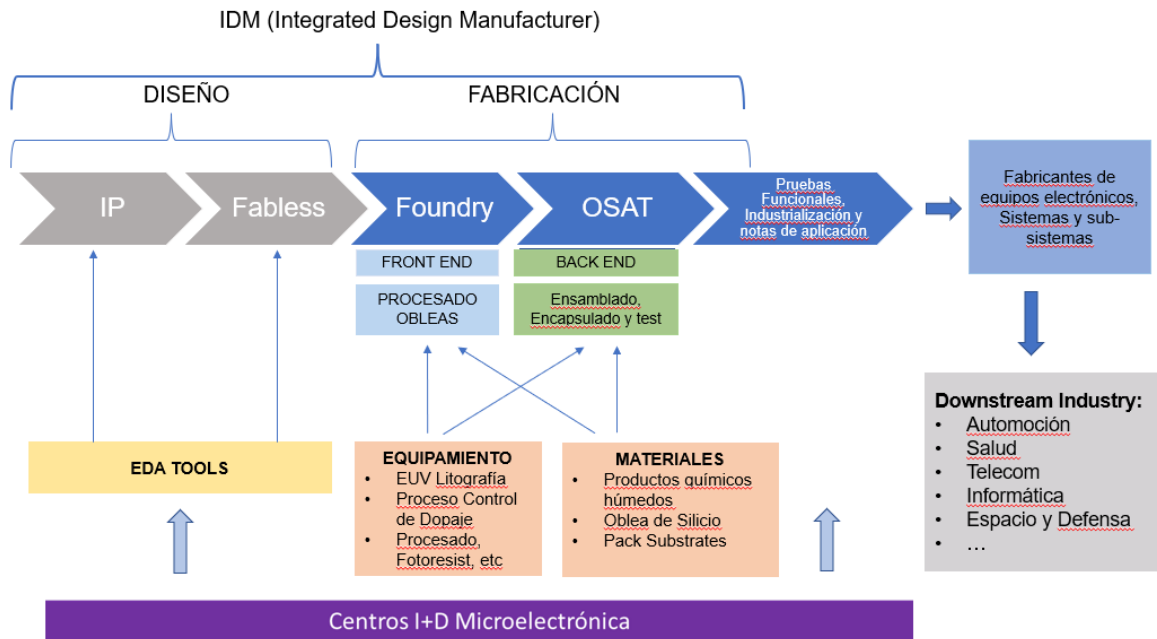 IDM (Integrated Design Manufacturer)
DISEÑO
FABRICACIÓN
IP
Fabless
Foundry
OSAT
Pruebas
Funcionales,
Industrialización y
notas de aplicación
Fabricantes de
equipos electrónicos,
Sistemas y sub-
sistemas
FRONT END
BACK END
PROCESADO
OBLEAS
Ensamblado,
Encapsulado y test
EDA TOOLS
EQUIPAMIENTO
• EUV Litografía
• Proceso Control
de Dopaje
• Procesado,
Fotoresist, etc
MATERIALES
• Productos químicos
húmedos
• Oblea de Silicio
• Pack Substrates
Downstream Industry:
• Automoción
• Salud
• Telecom
• Informática
• Espacio y Defensa
• …
Centros I+D Microelectrónica